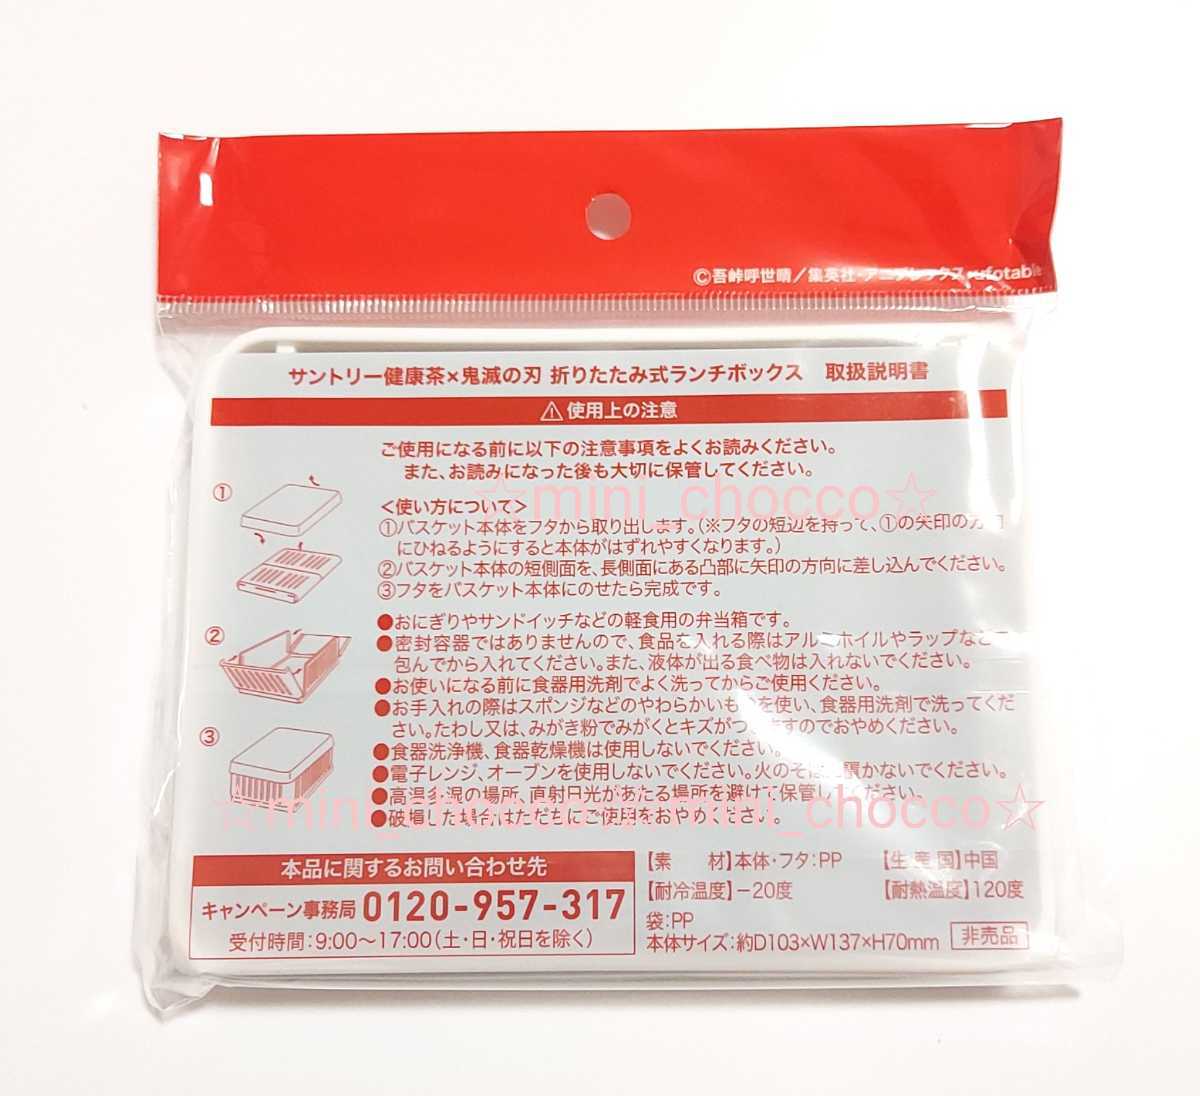 ©吾峠呼世晴/集英社・アニプレックス・ufotable
サントリー健康茶×鬼滅の刃 折りたたみ式ランチボックス 取扱説明書
⚠使用上の注意
ご使用になる前に以下の注意事項をよくお読みください。
また、お読みになった後も大切に保管してください。
☆mini_chocco☆
<使い方について>
①バスケット本体をフタから取り出します。(※フタの短辺を持って、①の矢印の方向
にひねるようにすると本体がはずれやすくなります。)
②バスケット本体の短側面を、長側面にある凸部に矢印の方向に差し込んでください。
③フタをバスケット本体にのせたら完成です。
①
②
③
●おにぎりやサンドイッチなどの軽食用の弁当箱です。
●密封容器ではありませんので、食品を入れる際はアルミホイルやラップなどで
包んでから入れてください。また、液体が出る食べ物は入れないでください。
●お使いになる前に食器用洗剤でよく洗ってからご使用ください。
●お手入れの際はスポンジなどのやわらかいものを使い、食器用洗剤で洗ってくだ
さい。たわし又は、みがき粉でみがくとキズがつきますのでおやめください。
●食器洗浄機、食器乾燥機は使用しないでください。
●電子レンジ、オーブンを使用しないでください。火のそばに置かないでください。
●高温多湿の場所、直射日光があたる場所を避けて保管してください。
☆mini_chocco☆mini_chocco☆
●破損した場合はただちにご使用をおやめください。
本品に関するお問い合わせ先
キャンペーン事務局 0120-957-317
受付時間:9:00〜17:00(土・日・祝日を除く)
【素 材】本体・フタ:PP 【生産国】中国
【耐冷温度】−20度 【耐熱温度】120度
袋:PP
本体サイズ:約D103×W137×H70mm 非売品